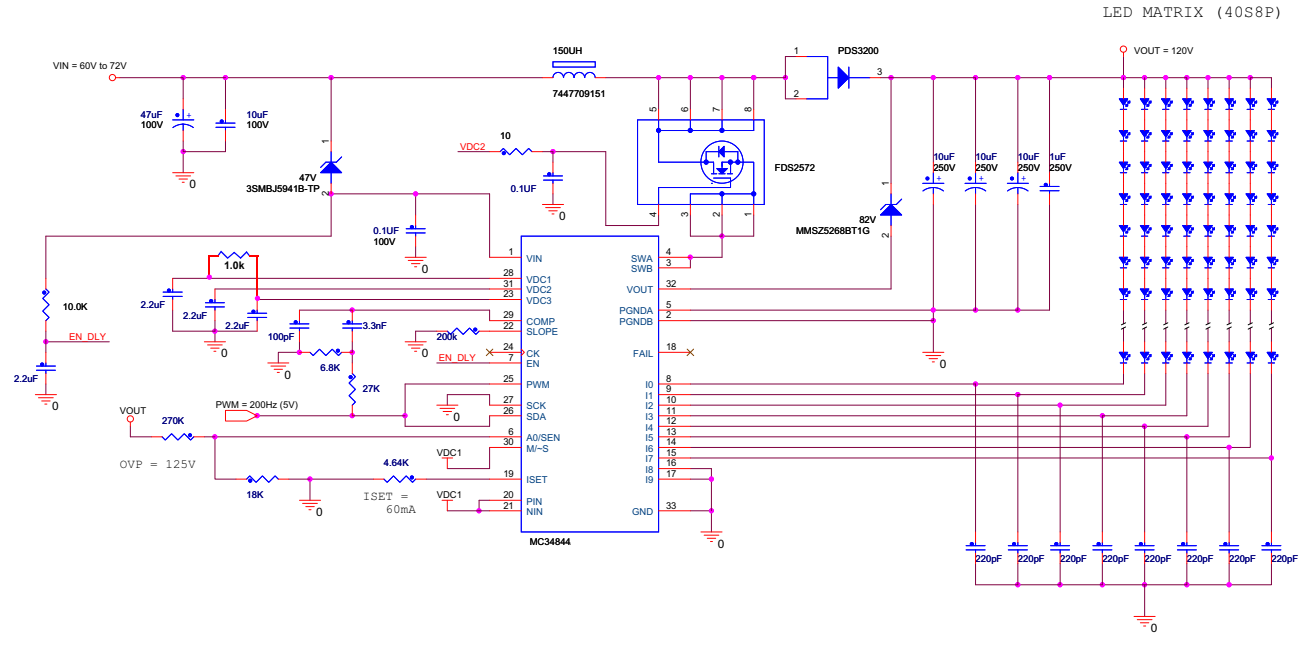 LED MATRIX (40S8P)
150UH
PDS3200
VOUT = 120V
VIN = 60V to 72V
1
3
7447709151
2
47uF
100V
10uF
100V
5
6
7
8
VDC2
10
1
47V
3SMBJ5941B-TP
2
0.1UF
0
0
FDS2572
10uF
250V
10uF
250V
10uF
250V
1uF
250V
4
3
2
1
1
82V
MMSZ5268BT1G
2
0.1UF
100V
0
1.0k
10.0K
2.2uF
2.2uF
2.2uF
0
EN_DLY
2.2uF
0
100pF
3.3nF
0
6.8K
27K
200k
0
EN_DLY
1 VIN
28 VDC1
31 VDC2
23 VDC3
29 COMP
22 SLOPE
24 CK
7 EN
25 PWM
27 SCK
26 SDA
6 A0/SEN
30 M/~S
19 ISET
20 PIN
21 NIN
SWA 4
SWB 3
VOUT 32
PGNDA 5
PGNDB 2
FAIL 18
I0 8
I1 9
I2 10
I3 11
I4 12
I5 13
I6 14
I7 15
I8 16
I9 17
GND 33
MC34844
0
0
VOUT
PWM = 200Hz (5V)
0
270K
OVP = 125V
VDC1
18K
0
4.64K
ISET =
60mA
VDC1
220pF
220pF
220pF
220pF
220pF
220pF
220pF
220pF
0